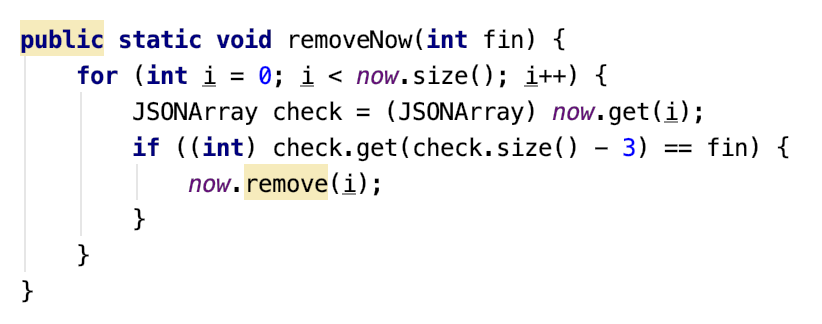 public static void removeNow(int fin) {
    for (int i = 0; i < now.size(); i++) {
        JSONArray check = (JSONArray) now.get(i);
        if ((int) check.get(check.size() - 3) == fin) {
            now.remove(i);
        }
    }
}